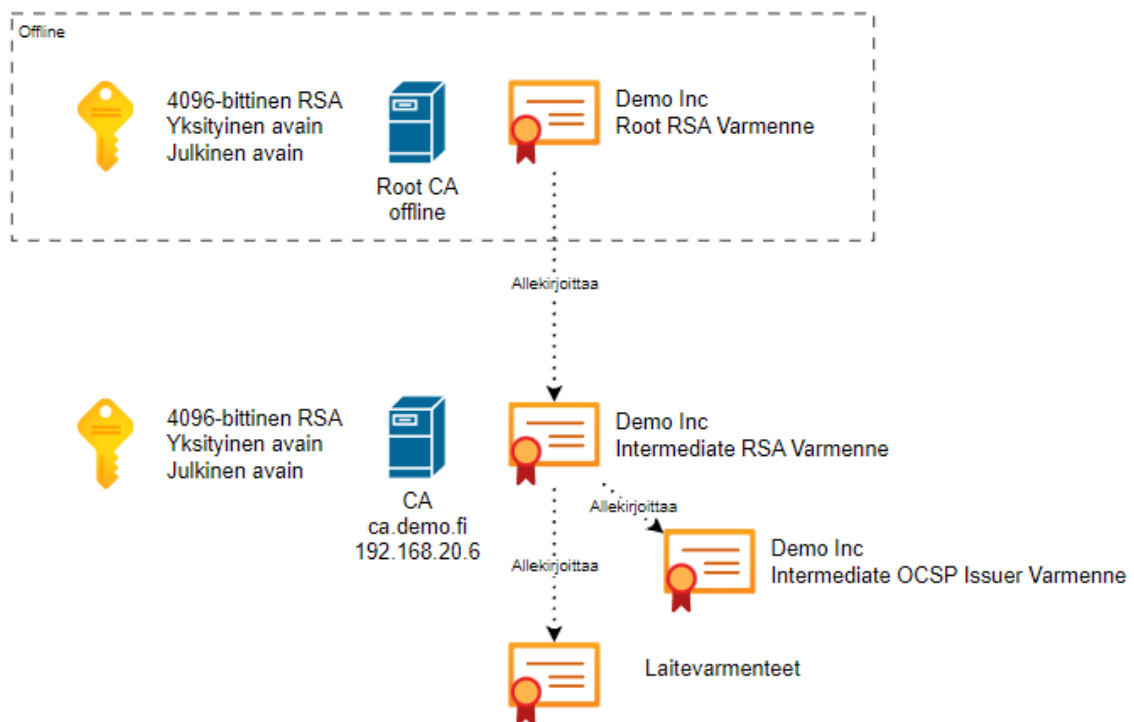 Offline
4096-bittinen RSA
Yksityinen avain
Julkinen avain
Root CA
offline
Demo Inc
Root RSA Varmenne
Allekirjoittaa
4096-bittinen RSA
Yksityinen avain
Julkinen avain
CA
ca.demo.fi
192.168.20.6
Demo Inc
Intermediate RSA Varmenne
Allekirjoittaa
Allekirjoittaa
Demo Inc
Intermediate OCSP Issuer Varmenne
Laitevarmenteet